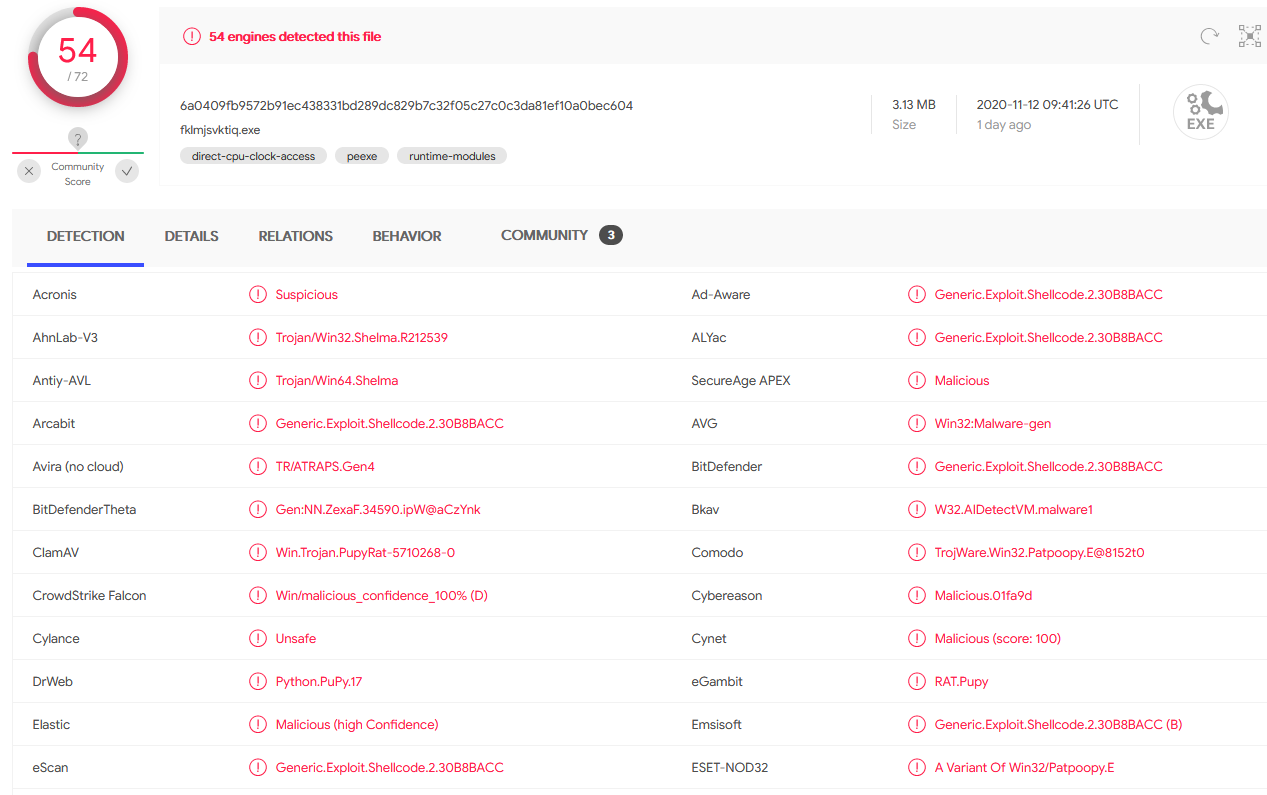 54
/ 72
?
Community
Score
54 engines detected this file
6a0409fb9572b91ec438331bd289dc829b7c32f05c27c0c3da81ef10a0bec604
fklmjsvktiq.exe
direct-cpu-clock-access peexe runtime-modules
3.13 MB
Size
2020-11-12 09:41:26 UTC
1 day ago
EXE
DETECTION DETAILS RELATIONS BEHAVIOR COMMUNITY 3
Acronis Suspicious Ad-Aware Generic.Exploit.Shellcode.2.30B8BACC
AhnLab-V3 Trojan/Win32.Shelma.R212539 ALYac Generic.Exploit.Shellcode.2.30B8BACC
Antiy-AVL Trojan/Win64.Shelma SecureAge APEX Malicious
Arcabit Generic.Exploit.Shellcode.2.30B8BACC AVG Win32:Malware-gen
Avira (no cloud) TR/ATRAPS.Gen4 BitDefender Generic.Exploit.Shellcode.2.30B8BACC
BitDefenderTheta Gen:NN.ZexaF.34590.ipW@aCzYnk Bkav W32.AIDetectVM.malware1
ClamAV Win.Trojan.PupyRat-5710268-0 Comodo TrojWare.Win32.Patpoopy.E@8152t0
CrowdStrike Falcon Win/malicious_confidence_100% (D) Cybereason Malicious.01fa9d
Cylance Unsafe Cynet Malicious (score: 100)
DrWeb Python.PuPy.17 eGambit RAT.Pupy
Elastic Malicious (high Confidence) Emsisoft Generic.Exploit.Shellcode.2.30B8BACC (B)
eScan Generic.Exploit.Shellcode.2.30B8BACC ESET-NOD32 A Variant Of Win32/Patpoopy.E